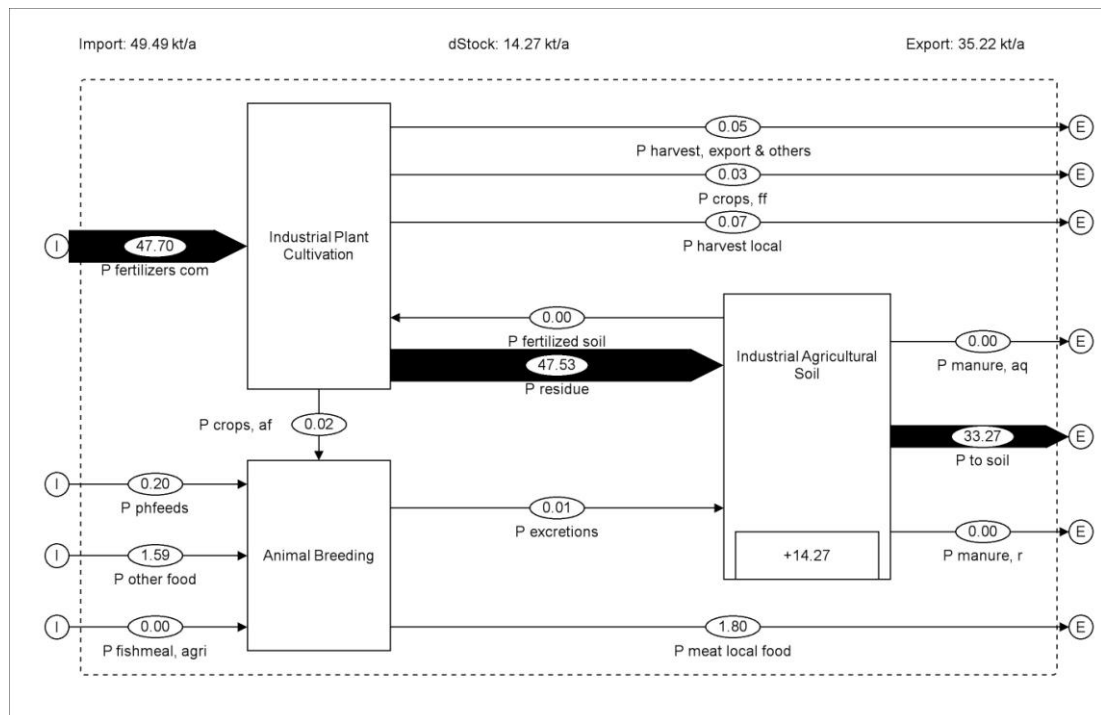 Import: 49.49 kt/a
dStock: 14.27 kt/a
Export: 35.22 kt/a
0.05
E
P harvest, export & others
0.03
E
P crops, ff
0.07
E
P harvest local
I
47.70
P fertilizers com
Industrial Plant
Cultivation
0.00
P fertilized soil
47.53
P residue
Industrial Agricultural
Soil
0.00
E
P manure, aq
33.27
E
P to soil
0.00
E
P manure, r
+14.27
P crops, af
0.02
I
0.20
P phfeeds
I
1.59
P other food
I
0.00
P fishmeal, agri
Animal Breeding
0.01
P excretions
1.80
E
P meat local food